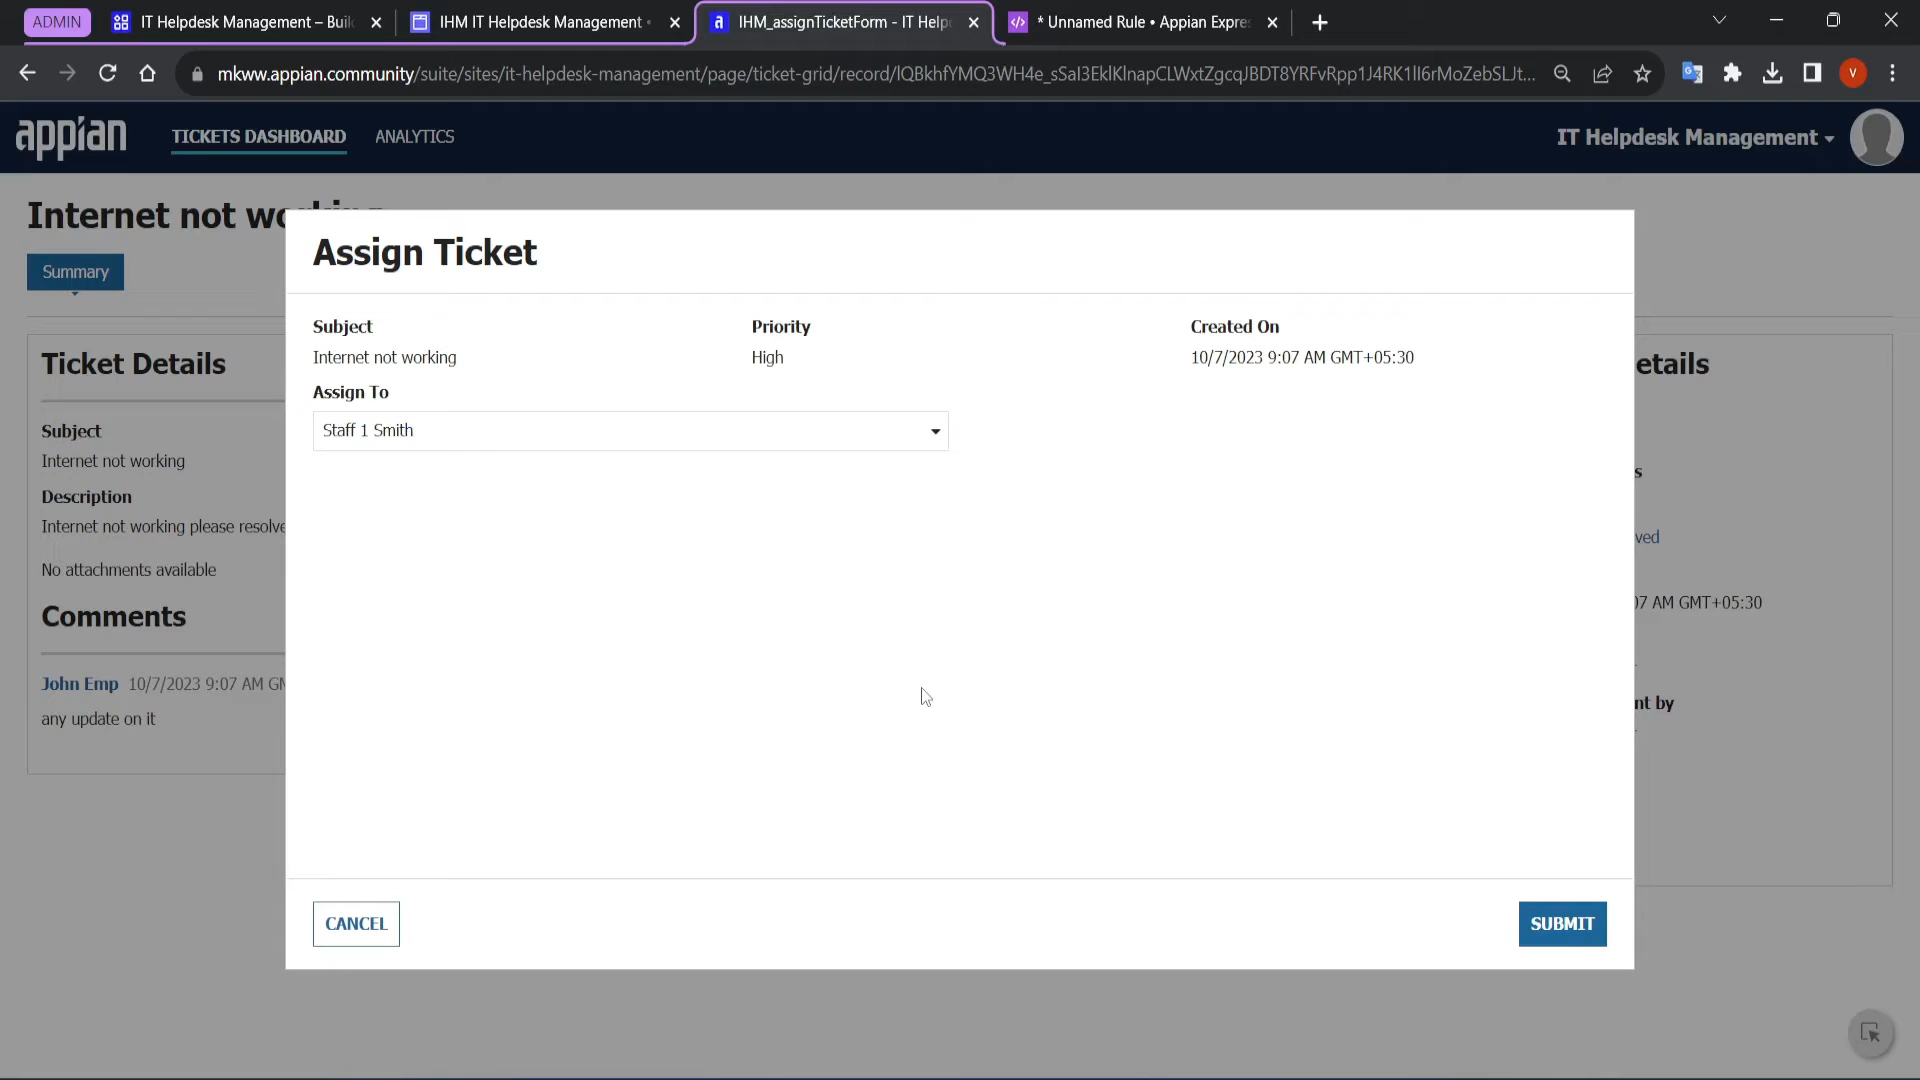 ADMIN
IT Helpdesk Management – Buil
IHM IT Helpdesk Management
IHM_assignTicketForm - IT Help
* Unnamed Rule • Appian Expre
mkww.appian.community/suite/sites/it-helpdesk-management/page/ticket-grid/record/
V
appian
TICKETS DASHBOARD
ANALYTICS
IT Helpdesk Management
Internet not
Summary
Assign Ticket
Subject
Priority
Created On
Internet not working
High
10/7/2023 9:07 AM GMT+05:30
Assign To
Staff 1 Smith
Ticket Details
Subject
Internet not working
Description
Internet not working please resolve
No attachments available
Comments
John Emp 10/7/2023 9:07 AM GM
any update on it
etails
s
ved
07 AM GMT+05:30
nt by
CANCEL
SUBMIT